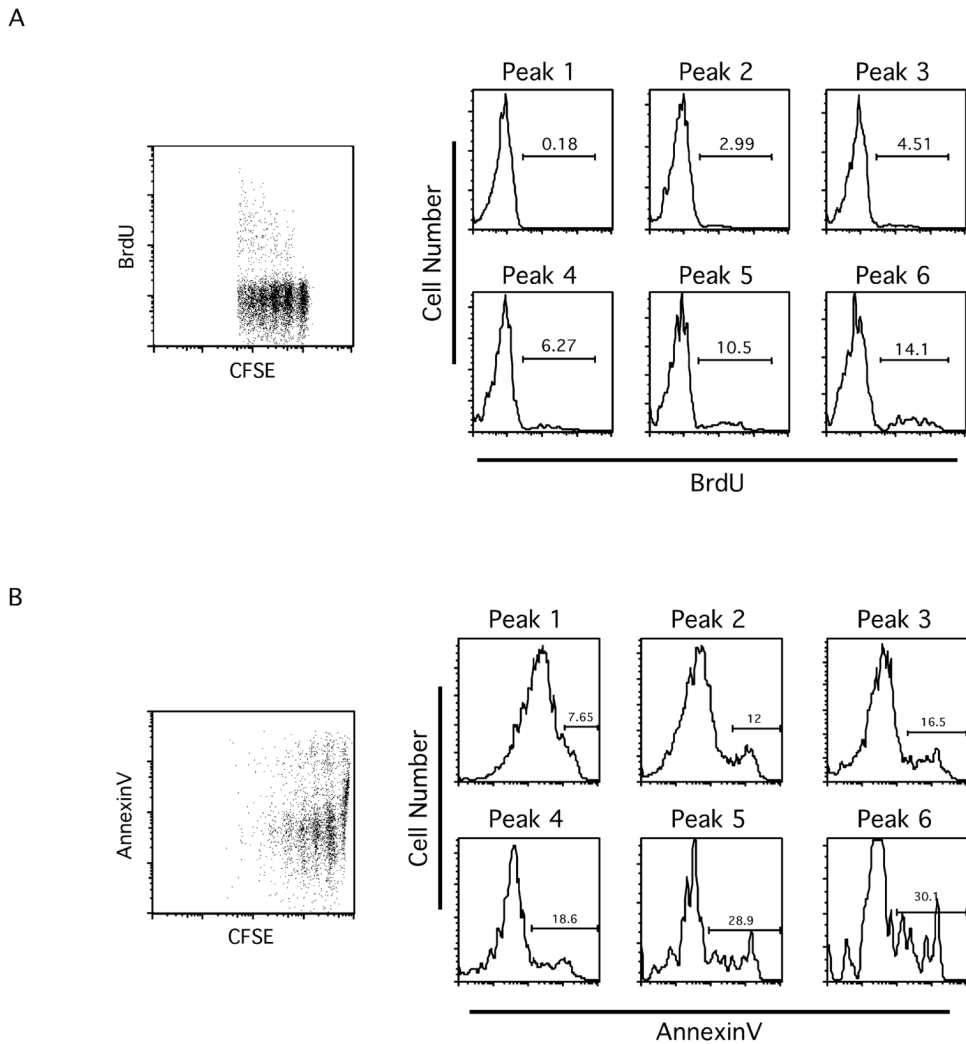 A
Peak 1
Peak 2
Peak 3
0.18
2.99
4.51
BrdU
CFSE
Cell Number
Peak 4
Peak 5
Peak 6
6.27
10.5
14.1
BrdU
B
Peak 1
Peak 2
Peak 3
7.65
12
16.5
AnnexinV
CFSE
Cell Number
Peak 4
Peak 5
Peak 6
18.6
28.9
30.1
AnnexinV